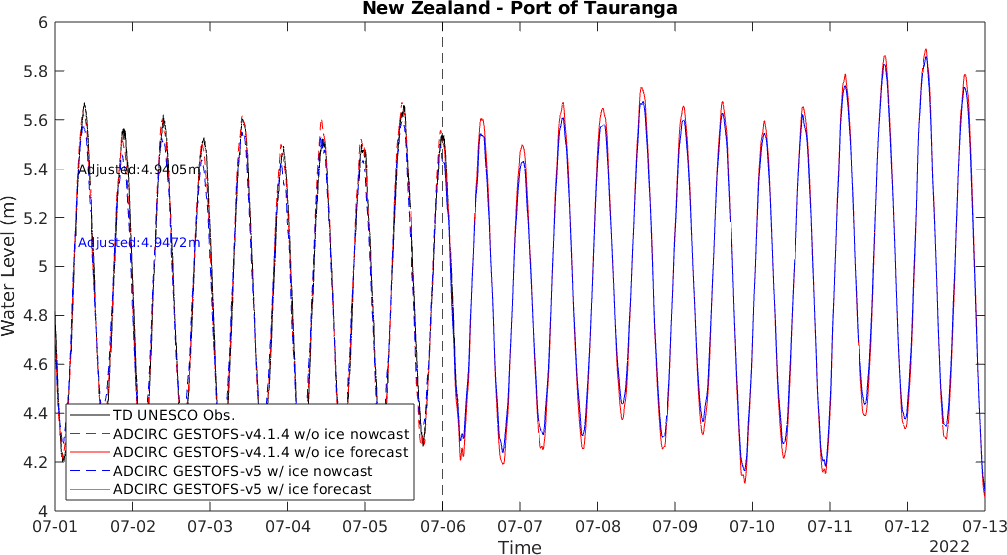 New Zealand - Port of Tauranga
6
5.8
5.6
5.4
5.2
5
4.8
4.6
4.4
4.2
4
Water Level (m)
Adjusted:4.9405m
Adjusted:4.9472m
TD UNESCO Obs.
ADCIRC GESTOFS-v4.1.4 w/o ice nowcast
ADCIRC GESTOFS-v4.1.4 w/o ice forecast
ADCIRC GESTOFS-v5 w/ ice nowcast
ADCIRC GESTOFS-v5 w/ ice forecast
07-01 07-02 07-03 07-04 07-05 07-06 07-07 07-08 07-09 07-10 07-11 07-12 07-13
Time
2022